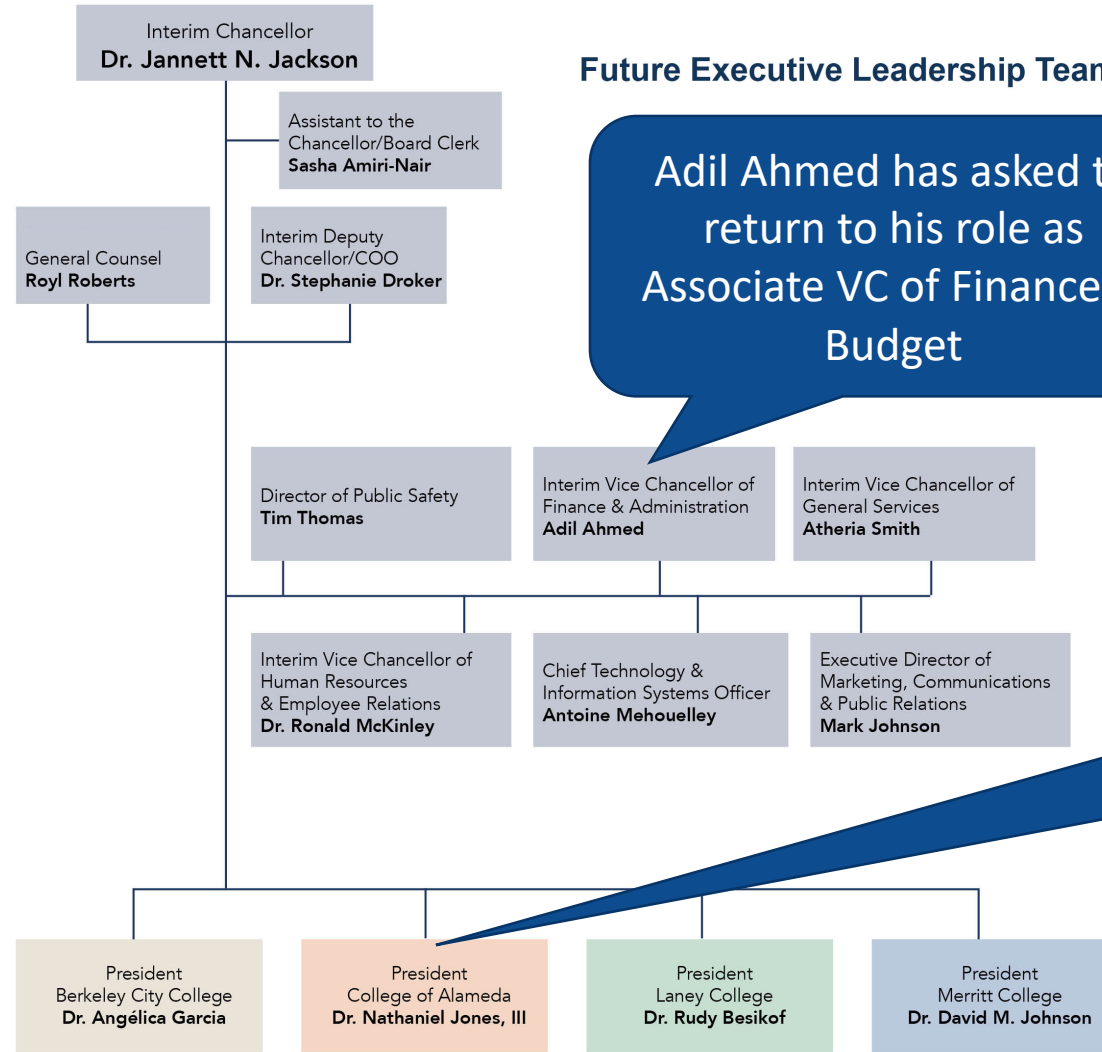 Interim Chancellor
Dr. Jannett N. Jackson
Future Executive Leadership
Assistant to the
Chancellor/Board Clerk
Sasha Amiri-Nair
Adil Ahmed has asked
return to his role as
Associate VC of Finance
Budget
General Counsel
Royl Roberts
Interim Deputy
Chancellor/COO
Dr. Stephanie Droker
Director of Public Safety
Tim Thomas
Interim Vice Chancellor of
Finance & Administration
Adil Ahmed
Interim Vice Chancellor of
General Services
Atheria Smith
Interim Vice Chancellor of
Human Resources
& Employee Relations
Dr. Ronald McKinley
Chief Technology &
Information Systems Officer
Antoine Mehouelley
Executive Director of
Marketing, Communications
& Public Relations
Mark Johnson
President
Berkeley City College
Dr. Angélica Garcia
President
College of Alameda
Dr. Nathaniel Jones, III
President
Laney College
Dr. Rudy Besikof
President
Merritt College
Dr. David M. Johnson